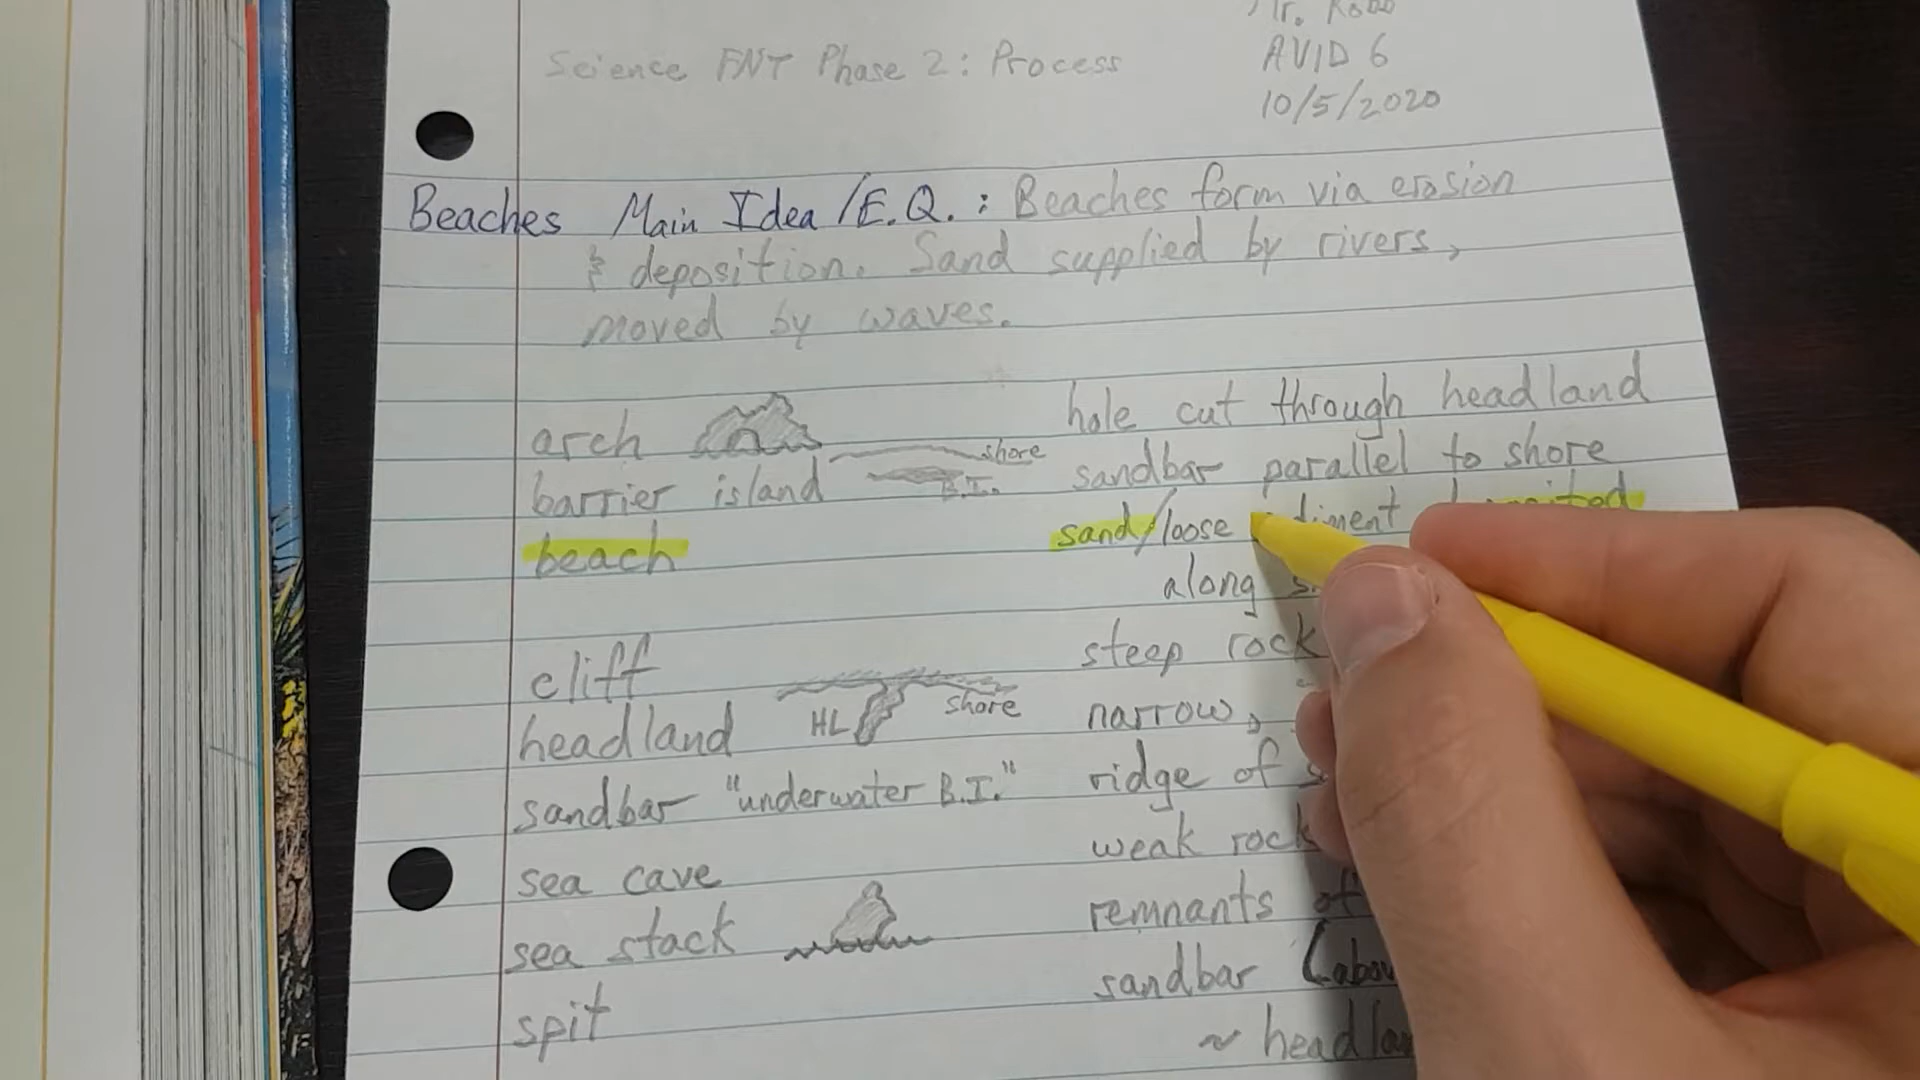 Science FNT Phase 2: Process
AVID 6
10/5/2020
Beaches Main Idea/E.Q.: Beaches form via erosion
& deposition. Sand supplied by rivers,
moved by waves.
arch hole cut through headland
shore
barrier island B.I. sandbar parallel to shore
beach sand/loose
along
cliff steep rock
headland HL shore narrow,
sandbar "underwater B.I." ridge of
sea cave weak rock
sea stack remnants of
spit sandbar
~